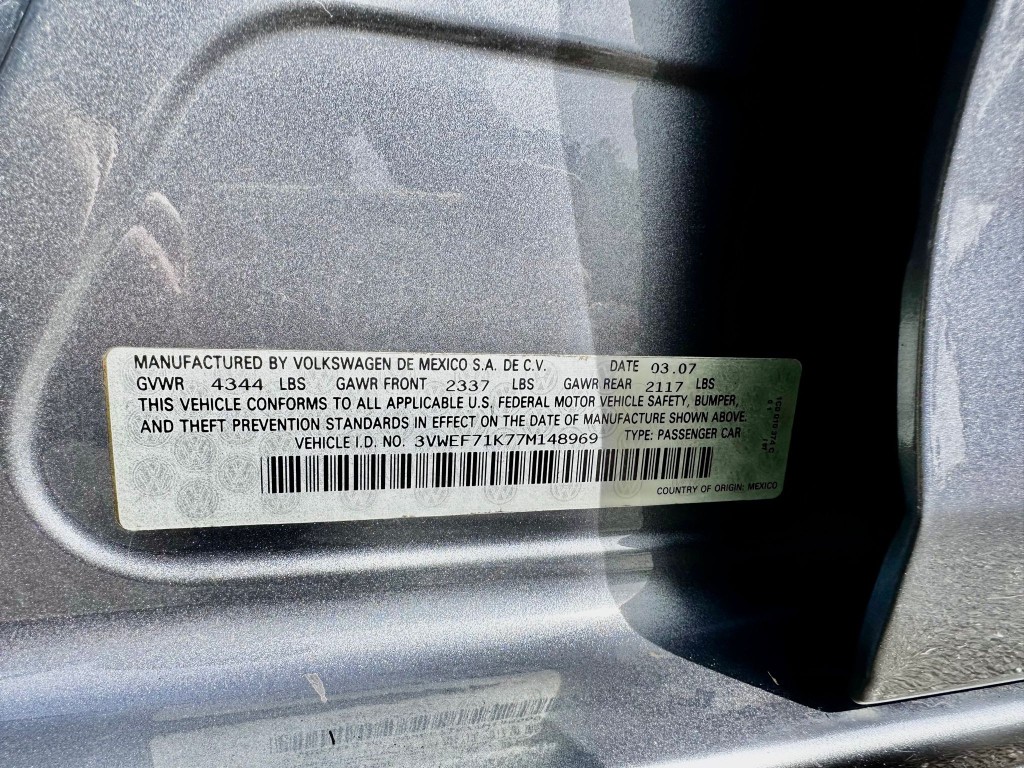 MANUFACTURED BY VOLKSWAGEN DE MEXICO S.A. DE C.V. DATE 03.07
GVWR 4344 LBS GAWR FRONT 2337 LBS GAWR REAR 2117 LBS
THIS VEHICLE CONFORMS TO ALL APPLICABLE U.S. FEDERAL MOTOR VEHICLE SAFETY, BUMPER,
AND THEFT PREVENTION STANDARDS IN EFFECT ON THE DATE OF MANUFACTURE SHOWN ABOVE.
VEHICLE I.D. NO. 3VWEF71K77M148969 TYPE: PASSENGER CAR
COUNTRY OF ORIGIN: MEXICO